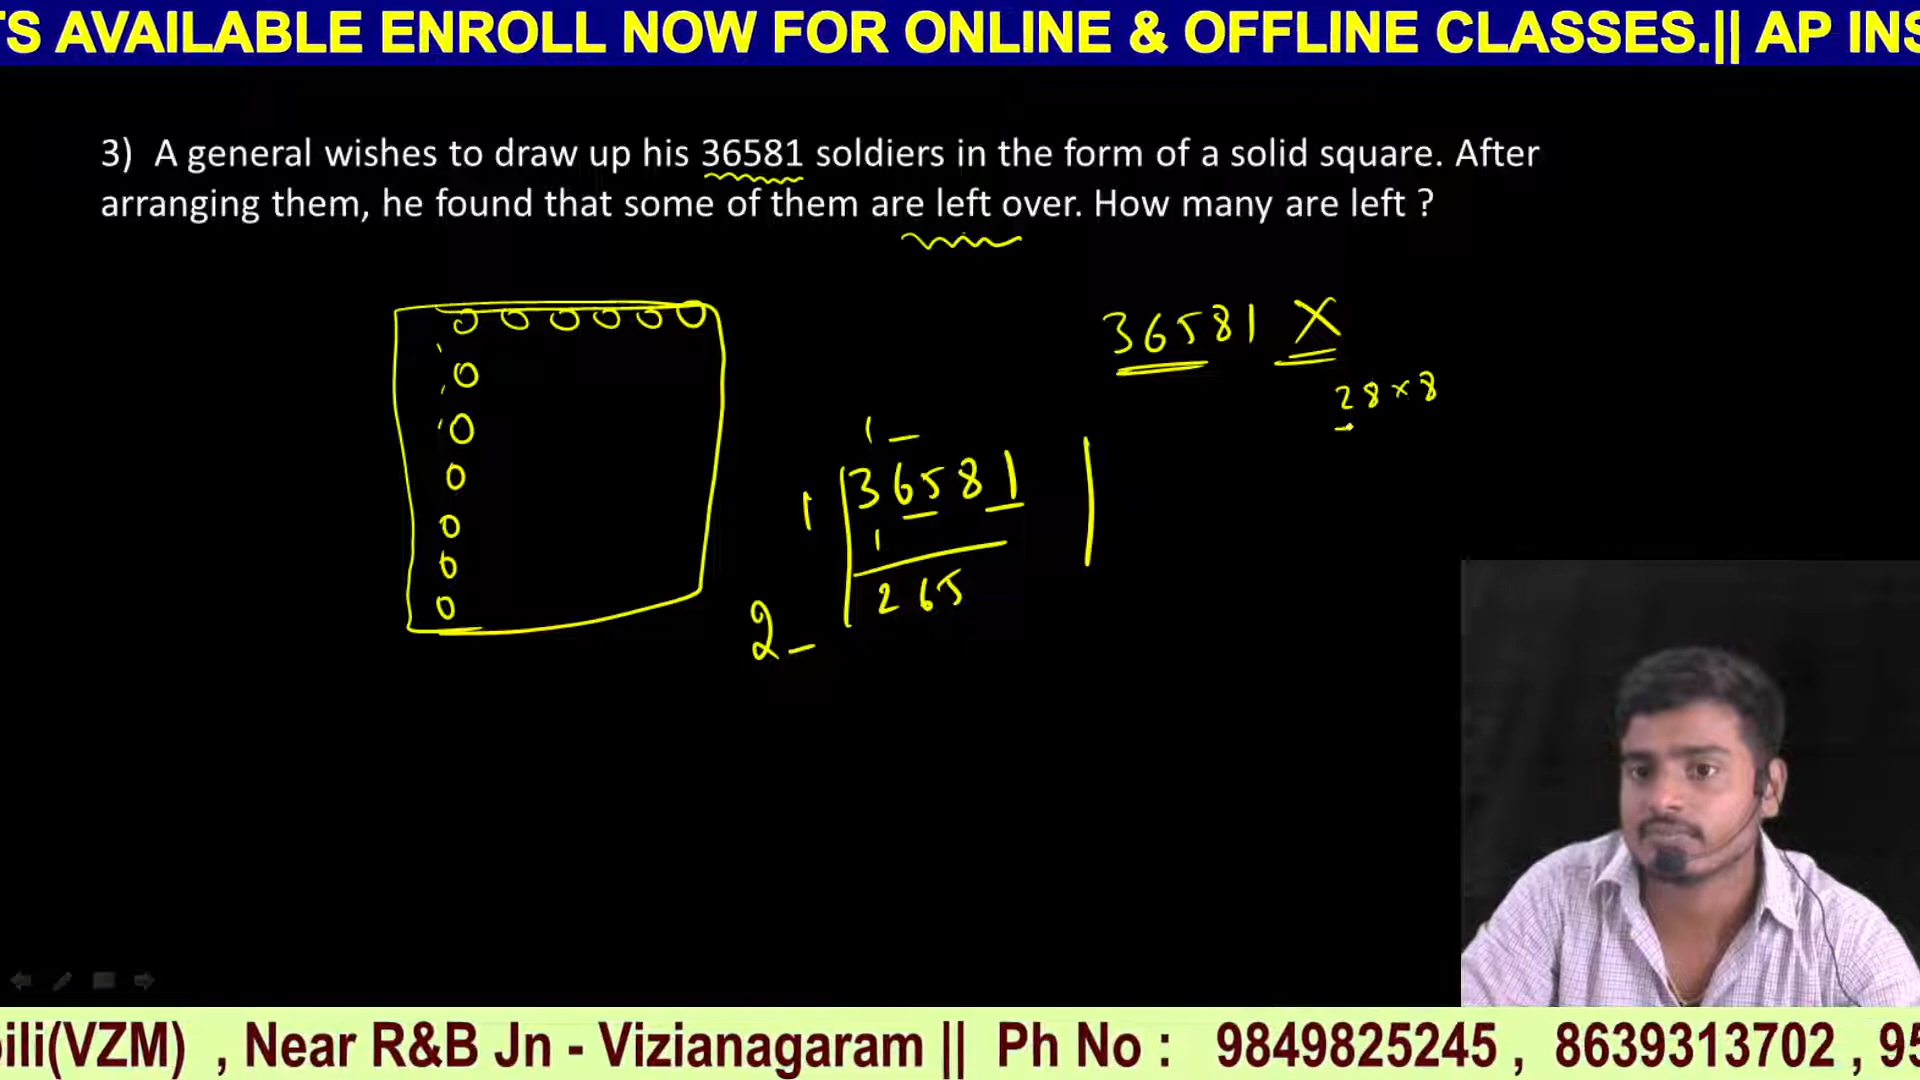 TS AVAILABLE ENROLL NOW FOR ONLINE & OFFLINE CLASSES.|| AP INS
3) A general wishes to draw up his 36581 soldiers in the form of a solid square. After
arranging them, he found that some of them are left over. How many are left ?
36581 X
28×8
1 _
1 36581
1
265
2_
ili(VZM) , Near R&B Jn - Vizianagaram || Ph No : 9849825245 , 8639313702 , 95